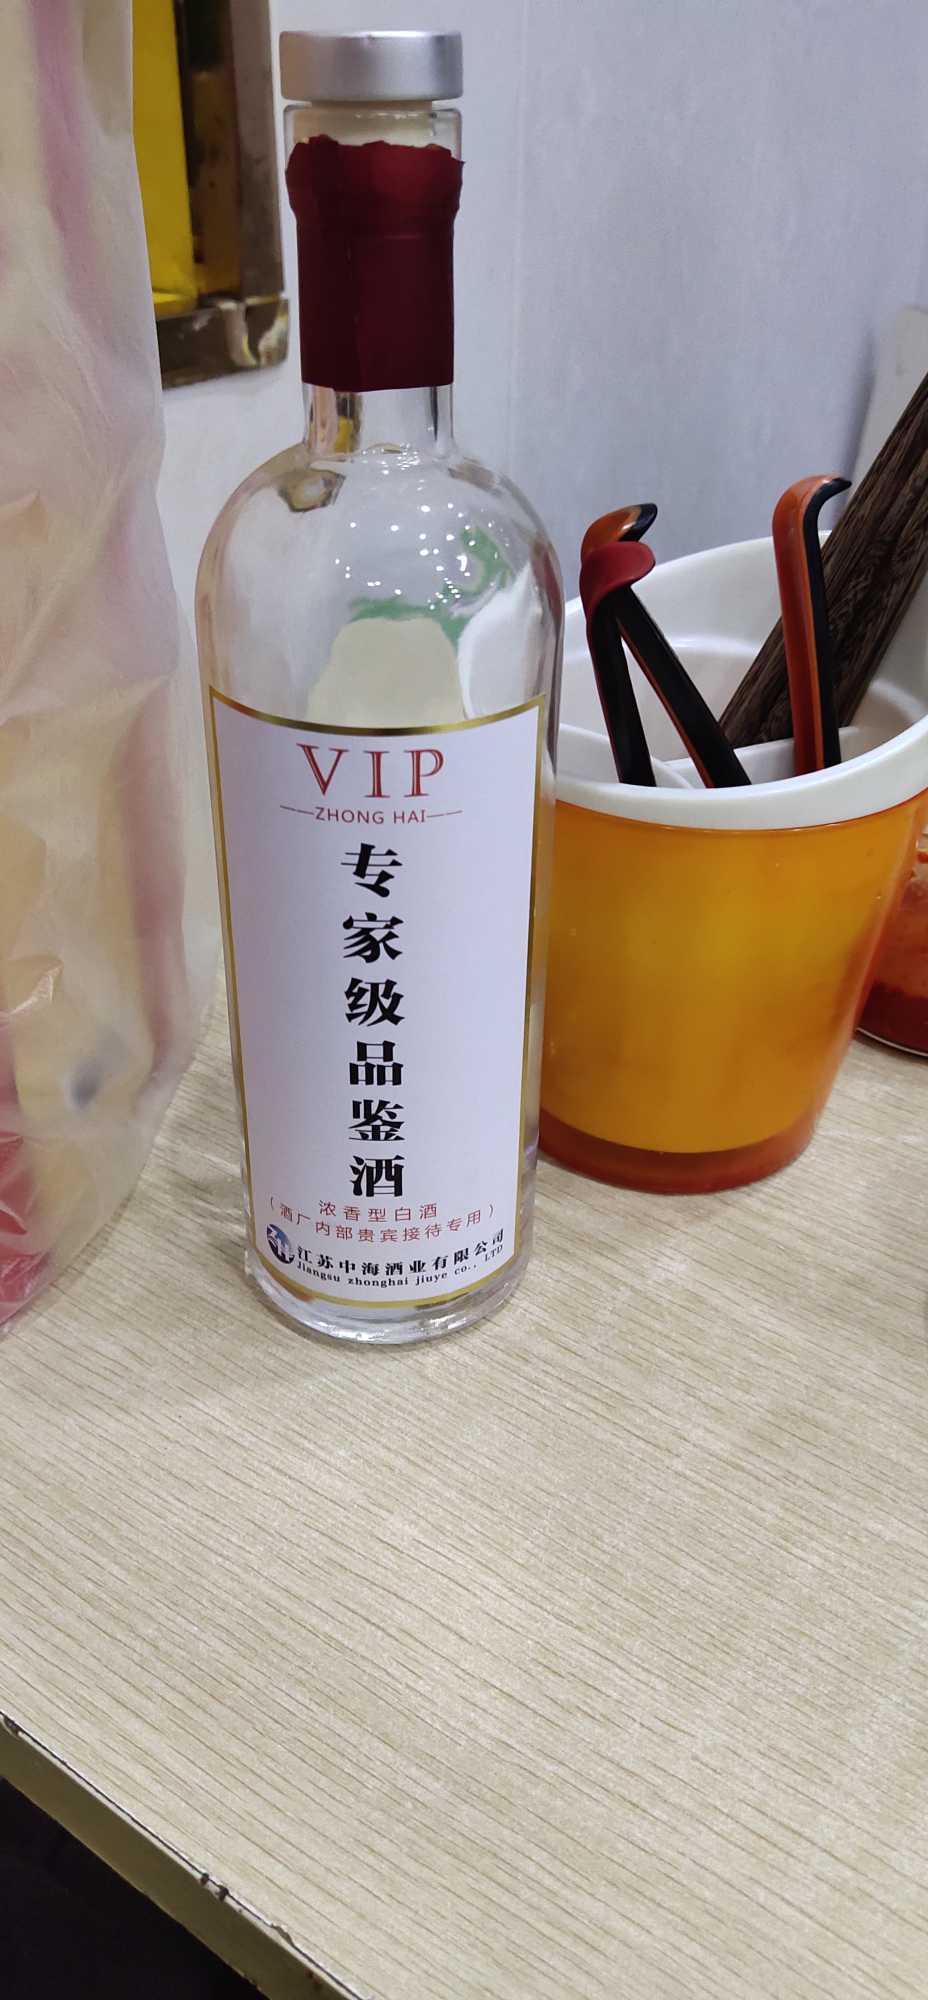 VIP
——ZHONG HAI——
专家级品鉴酒
浓香型白酒
（酒厂内部贵宾接待专用）
江苏中海酒业有限公司
Jiangsu zhonghai jiuye co., LTD